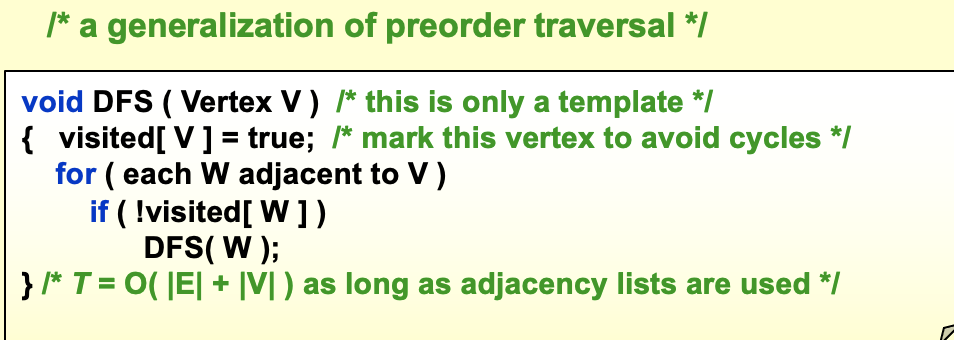 /* a generalization of preorder traversal */
void DFS ( Vertex V )  /* this is only a template */
{   visited[ V ] = true;  /* mark this vertex to avoid cycles */
for ( each W adjacent to V )
if ( !visited[ W ] )
DFS( W );
} /* T = O( |E| + |V| ) as long as adjacency lists are used */